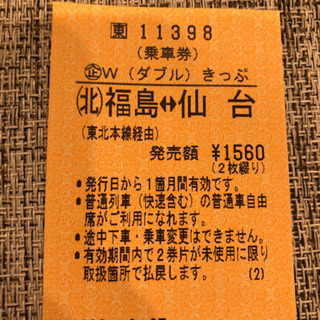 東 11398
(乗車券)
企W(ダブル)きっぷ
(北)福島↔仙台
(東北本線経由)
発売額 ¥1560
(2枚綴り)
•発行日から1箇月間有効です。
•普通列車(快速含む)の普通車自由
席がご利用になれます。
•途中下車・乗車変更はできません。
•有効期間内で2券片が未使用に限り
取扱箇所で払戻します。 (2)